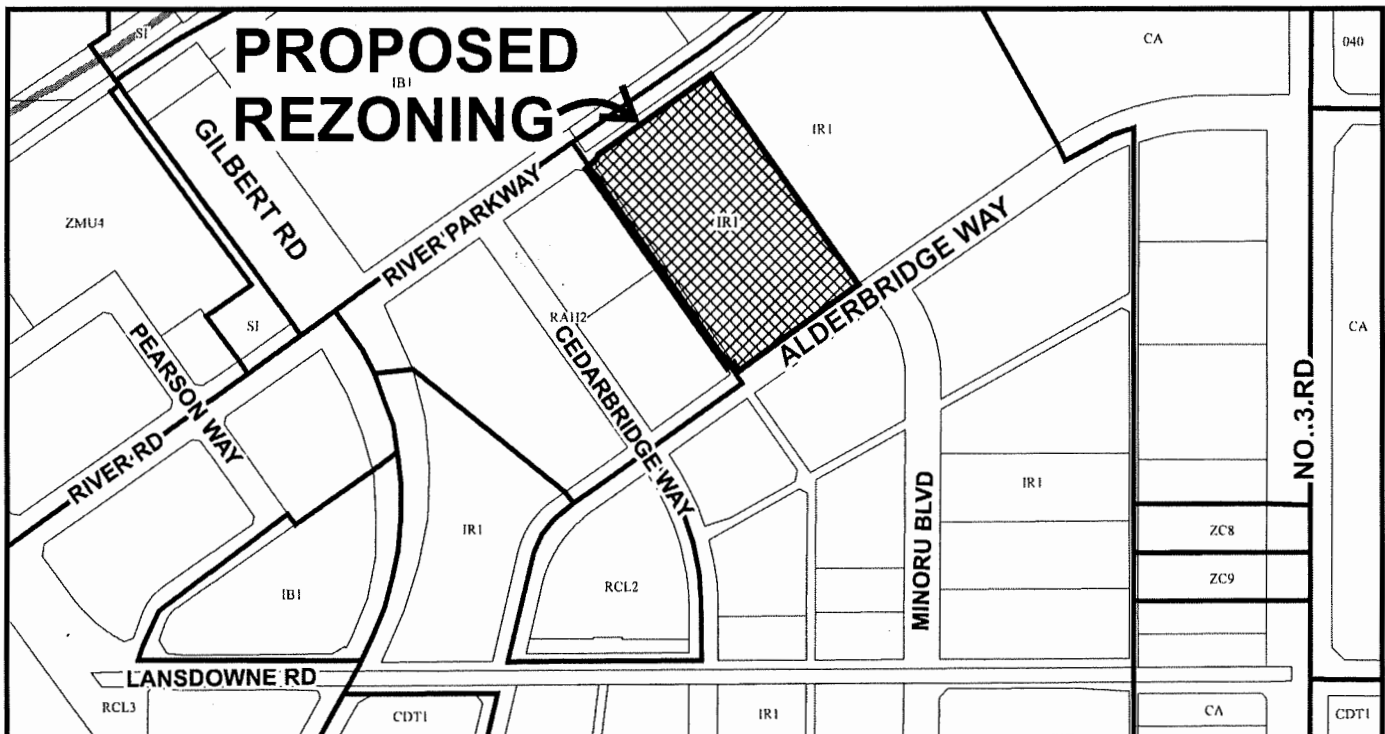 SI
CA
040
PROPOSED
REZONING
IB1
IR1
GILBERT RD
ZMU4
RIVER PARKWAY
IR1
ALDERBRIDGE WAY
SI
RAH2
CEDARBRIDGE WAY
CA
PEARSON WAY
NO. 3 RD
RIVER RD
MINORU BLVD
IR1
IR1
ZC8
ZC9
IB1
RCL2
LANSDOWNE RD
RCL3
CDT1
IR1
CA
CDT1